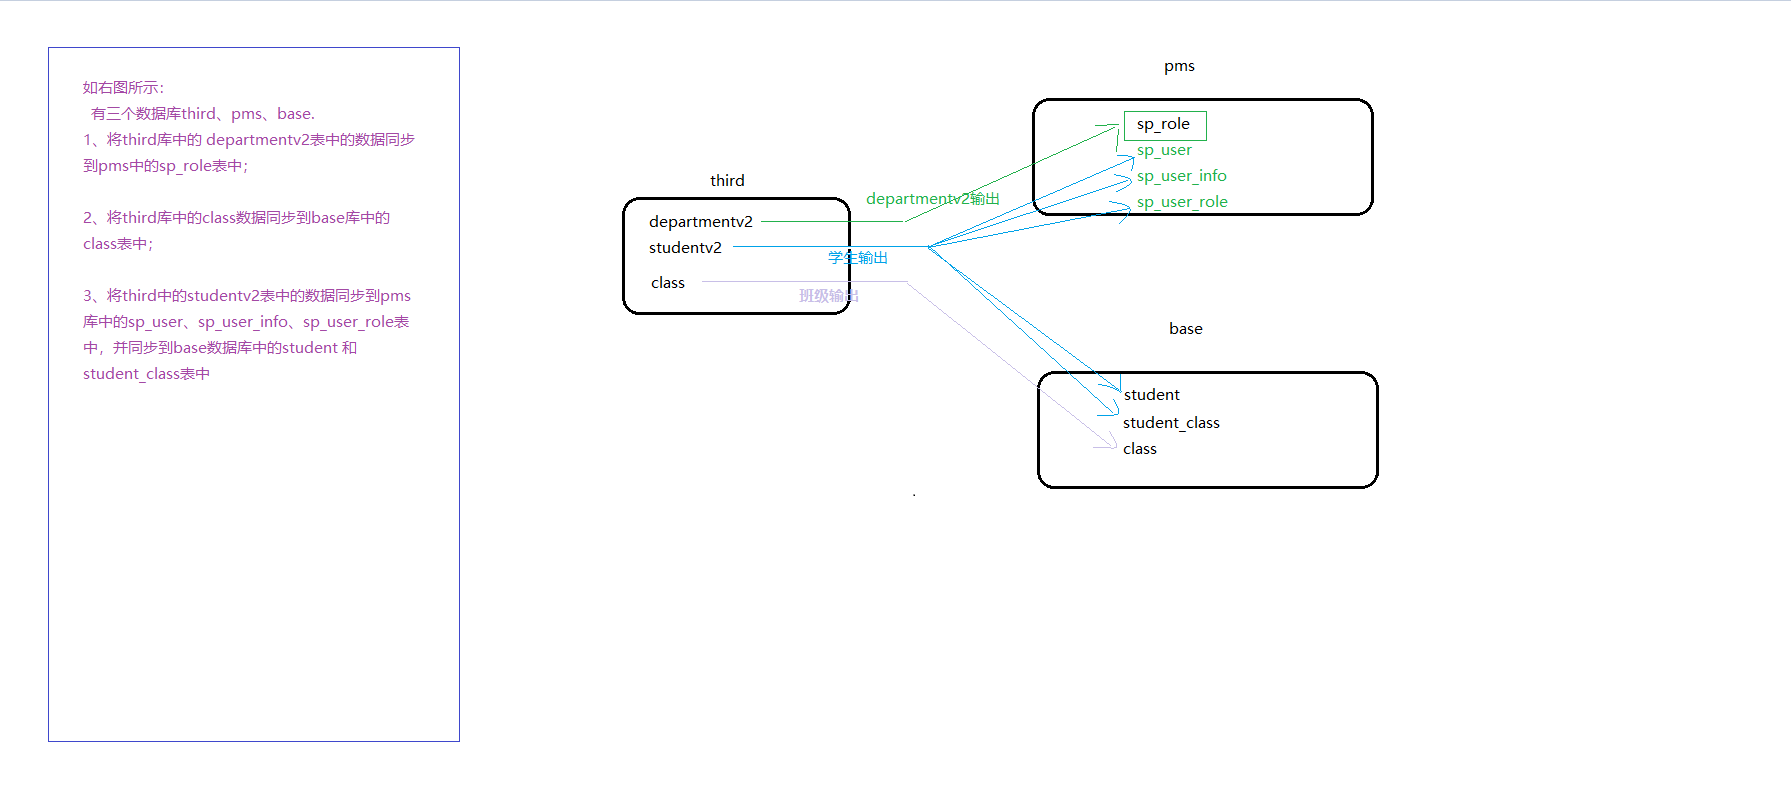 如右图所示：
有三个数据库third、pms、base.
1、将third库中的 departmentv2表中的数据同步
到pms中的sp_role表中；
2、将third库中的class数据同步到base库中的
class表中；
3、将third中的studentv2表中的数据同步到pms
库中的sp_user、sp_user_info、sp_user_role表
中，并同步到base数据库中的student 和
student_class表中
third
departmentv2
studentv2
class
departmentv2输出
学生输出
班级输出
pms
sp_role
sp_user
sp_user_info
sp_user_role
base
student
student_class
class